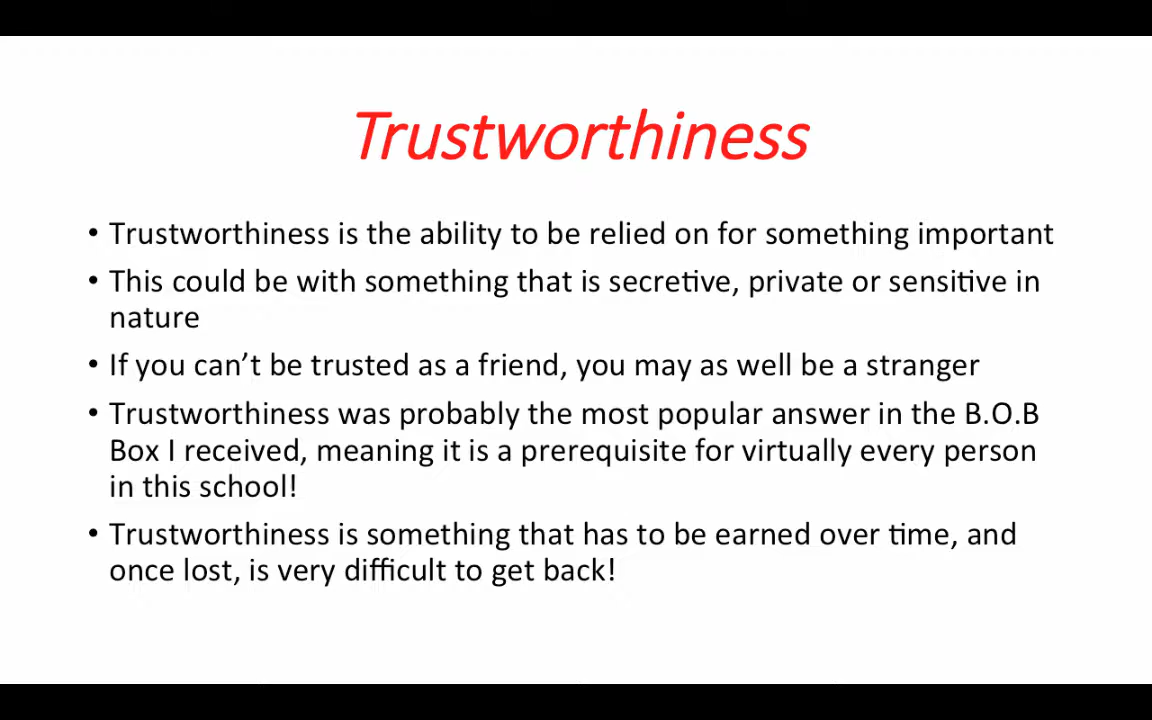 Trustworthiness
• Trustworthiness is the ability to be relied on for something important
• This could be with something that is secretive, private or sensitive in
nature
• If you can’t be trusted as a friend, you may as well be a stranger
• Trustworthiness was probably the most popular answer in the B.O.B
Box I received, meaning it is a prerequisite for virtually every person
in this school!
• Trustworthiness is something that has to be earned over time, and
once lost, is very difficult to get back!